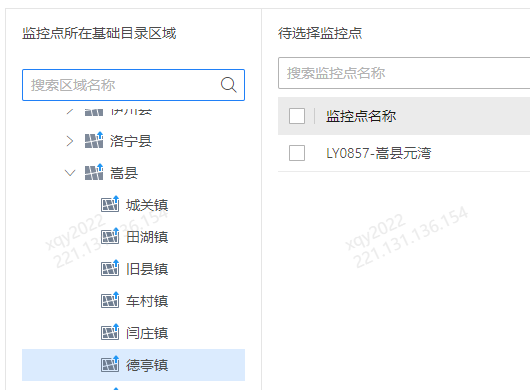 监控点所在基础目录区域
待选择监控点
搜索区域名称
搜索监控点名称
伊川县
监控点名称
洛宁县
LY0857-嵩县元湾
嵩县
城关镇
田湖镇
旧县镇
车村镇
闫庄镇
德亭镇
xqy2022
221.131.136.154
xqy2022
221.131.136.154